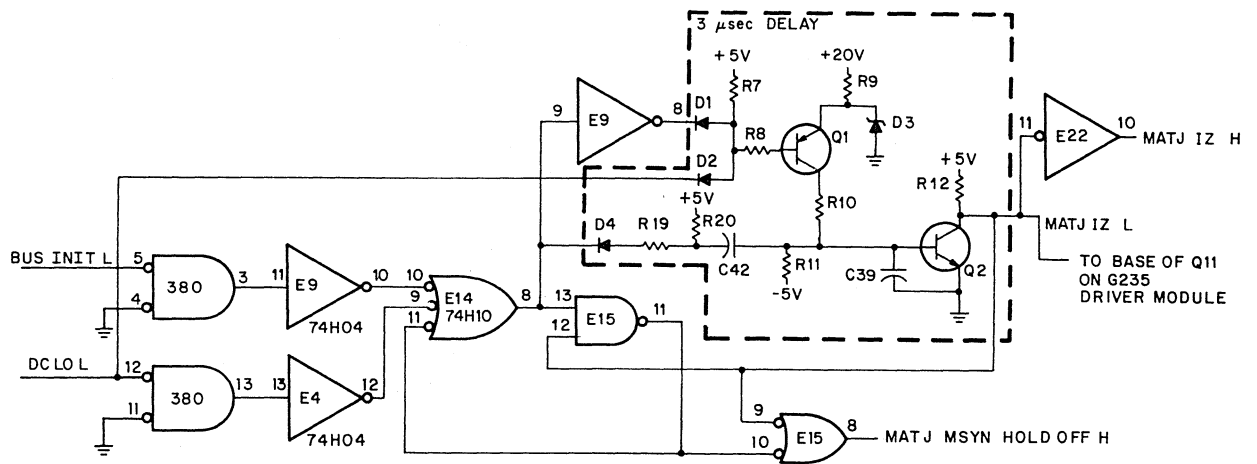 3 μsec DELAY
+5V
+20V
R7
R9
9
E9
8
D1
R8
Q1
D3
D2
11
E22
10
MATJ IZ H
+5V
+5V
R12
R10
D4
R19
R20
MATJ IZ L
BUS INIT L
5
4
380
3
11
E9
10
74H04
10
9
11
E14
74H10
8
C42
R11
-5V
C39
Q2
TO BASE OF Q11
ON G235
DRIVER MODULE
13
12
E15
11
DC LO L
12
11
380
13
13
E4
12
74H04
9
10
E15
8
MATJ MSYN HOLD OFF H